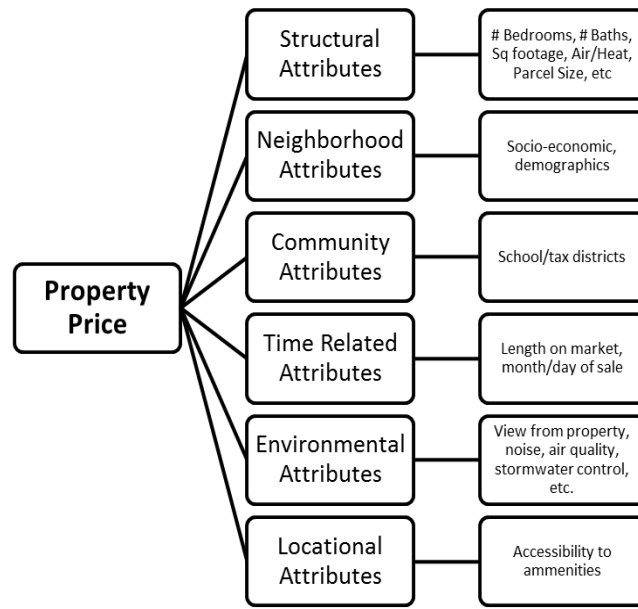 Structural
Attributes
# Bedrooms, # Baths,
Sq footage, Air/Heat,
Parcel Size, etc
Neighborhood
Attributes
Socio-economic,
demographics
Community
Attributes
School/tax districts
Property
Price
Time Related
Attributes
Length on market,
month/day of sale
Environmental
Attributes
View from property,
noise, air quality,
stormwater control,
etc.
Locational
Attributes
Accessibility to
ammenities